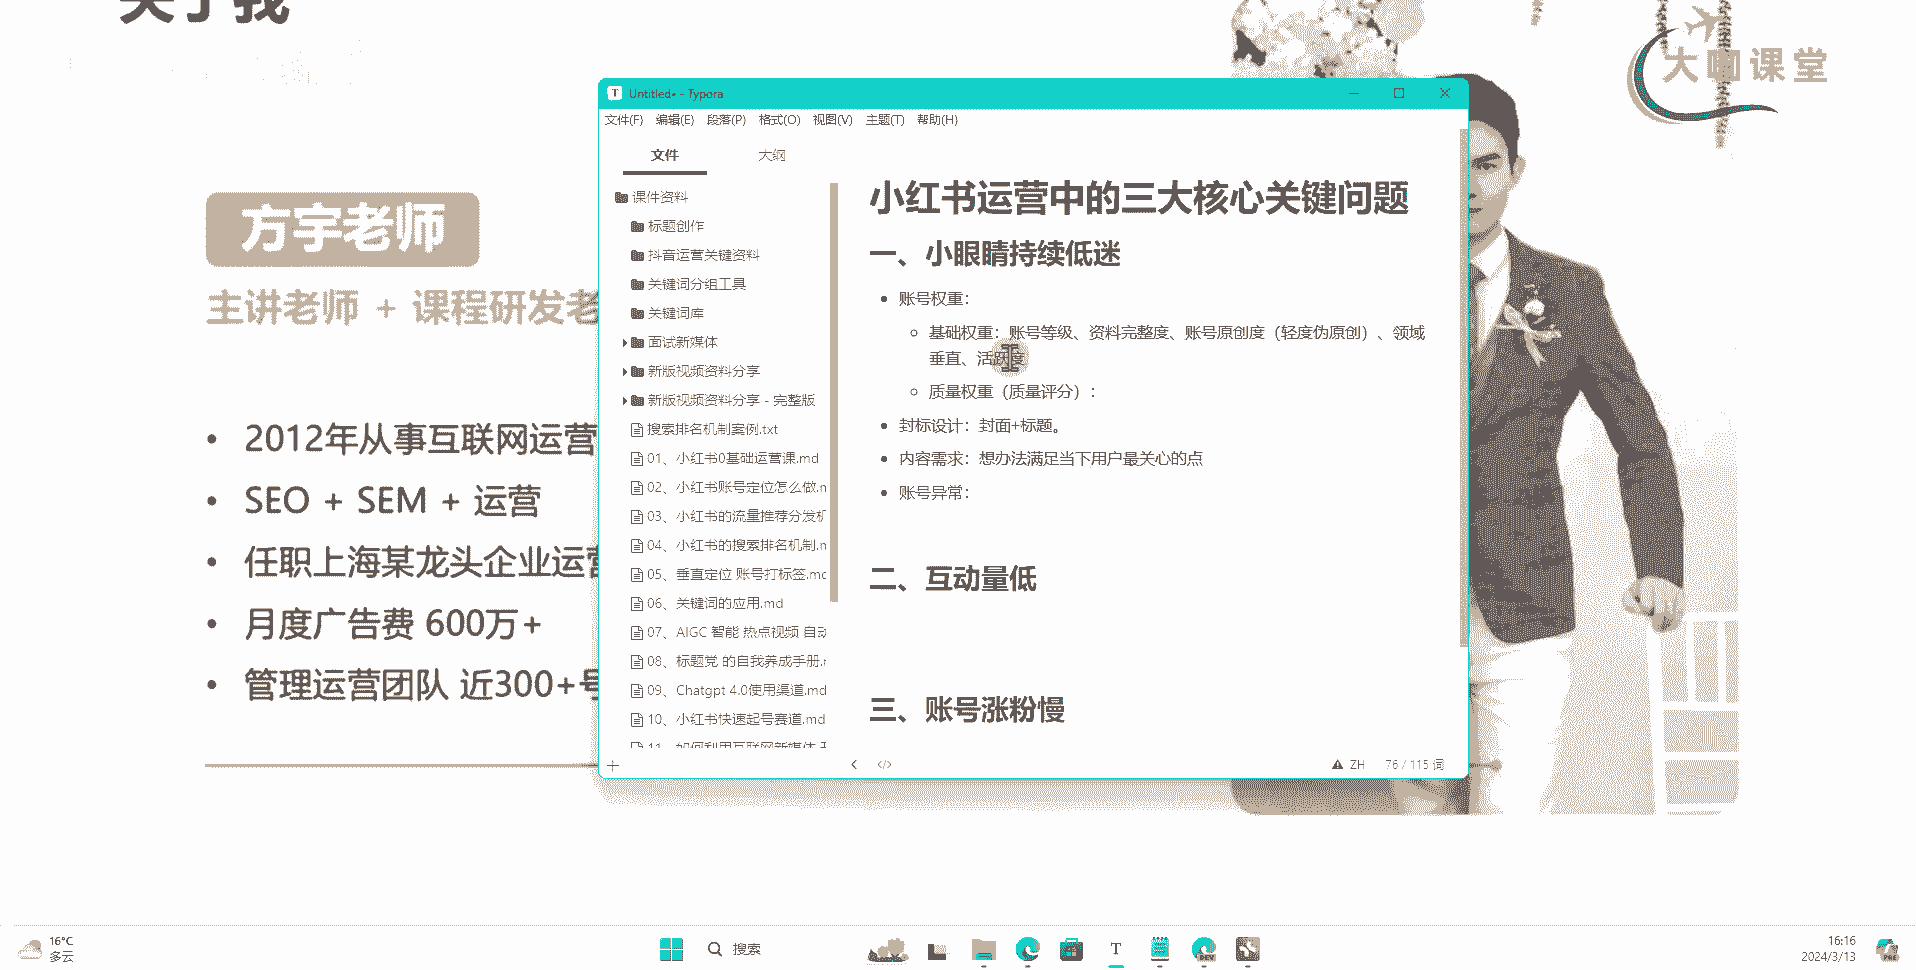 关于我
大咖课堂
方宇老师
主讲老师 + 课程研发老
2012年从事互联网运营
SEO + SEM + 运营
任职上海某龙头企业运营
月度广告费 600万+
管理运营团队 近300+号
Untitled• - Typora
文件(F) 编辑(E) 段落(P) 格式(O) 视图(V) 主题(T) 帮助(H)
文件 大纲
课件资料
标题创作
抖音运营关键资料
关键词分组工具
关键词库
面试新媒体
新版视频资料分享
新版视频资料分享 - 完整版
搜索排名机制案例.txt
01、小红书0基础运营课.md
02、小红书账号定位怎么做.m
03、小红书的流量推荐分发机
04、小红书的搜索排名机制.m
05、垂直定位 账号打标签.md
06、关键词的应用.md
07、AIGC 智能 热点视频 自动
08、标题党 的自我养成手册.m
09、Chatgpt 4.0使用渠道.md
10、小红书快速起号赛道.md
11、如何利用互联网新媒体
小红书运营中的三大核心关键问题
一、小眼睛持续低迷
账号权重：
基础权重：账号等级、资料完整度、账号原创度（轻度伪原创）、领域
垂直、活跃度
质量权重（质量评分）：
封标设计：封面+标题。
内容需求：想办法满足当下用户最关心的点
账号异常：
二、互动量低
三、账号涨粉慢
ZH 76 / 115 词
16°C
多云
搜索
DEV
16:16
2024/3/13
PRE